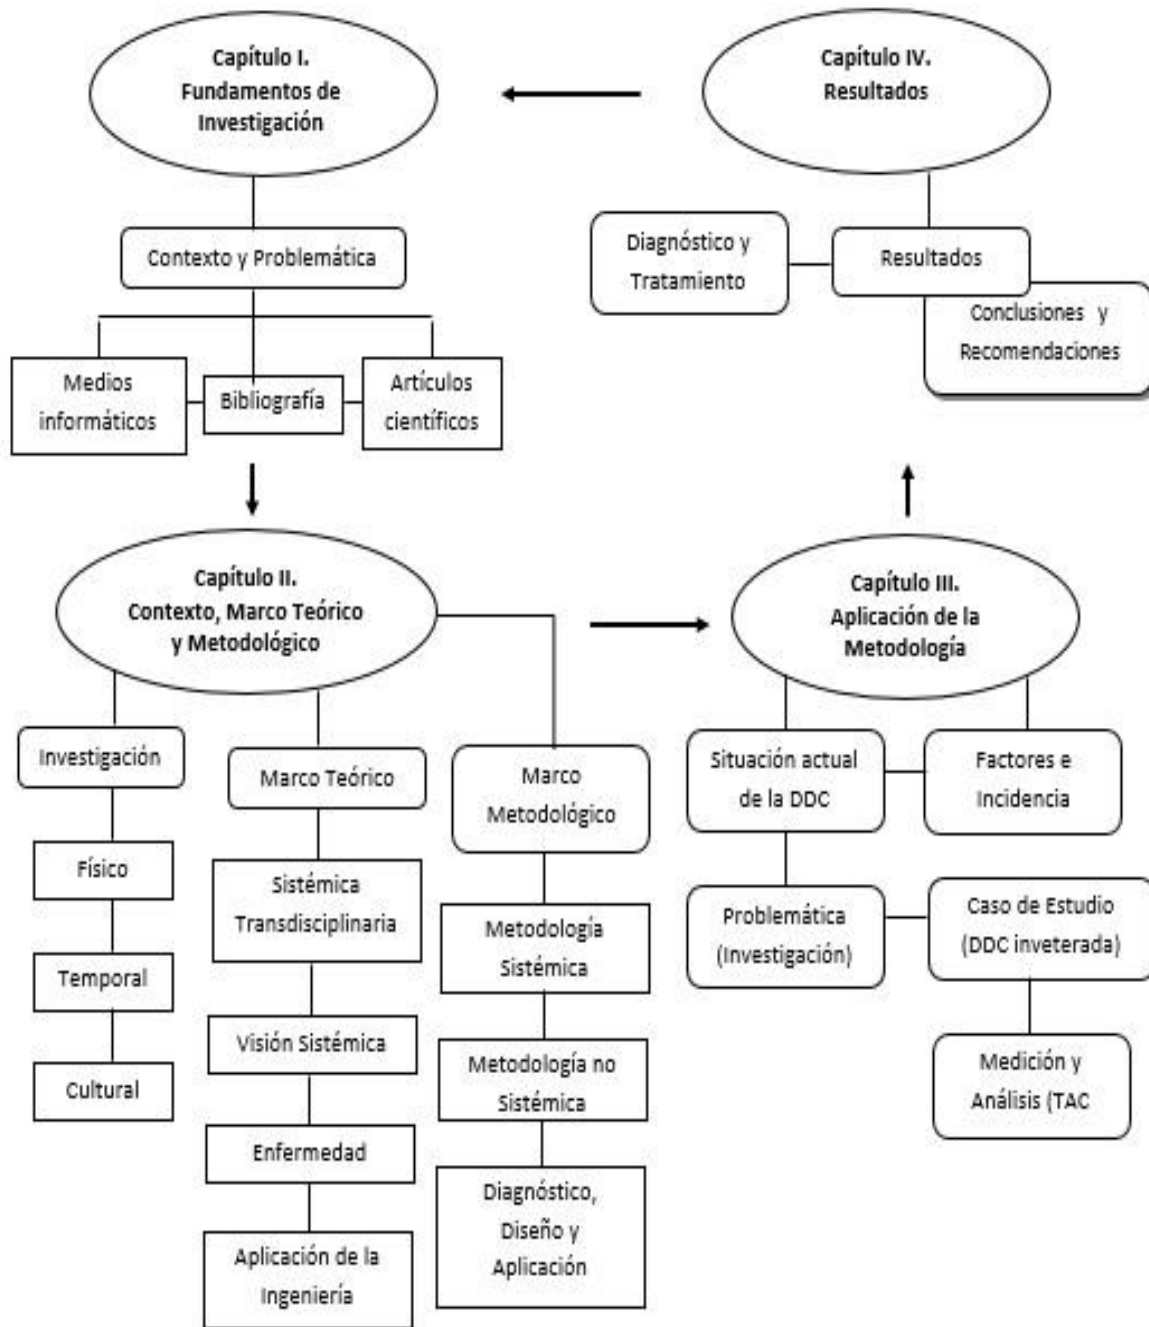 Capítulo I.
Fundamentos de
Investigación
Contexto y Problemática
Medios
informáticos
Bibliografía
Artículos
científicos
Capítulo IV.
Resultados
Diagnóstico y
Tratamiento
Resultados
Conclusiones y
Recomendaciones
Capítulo II.
Contexto, Marco Teórico
y Metodológico
Investigación
Físico
Temporal
Cultural
Marco Teórico
Sistémica
Transdisciplinaria
Visión Sistémica
Enfermedad
Aplicación de la
Ingeniería
Marco
Metodológico
Metodología
Sistémica
Metodología no
Sistémica
Diagnóstico,
Diseño y
Aplicación
Capítulo III.
Aplicación de la
Metodología
Situación actual
de la DDC
Factores e
Incidencia
Problemática
(Investigación)
Caso de Estudio
(DDC inveterada)
Medición y
Análisis (TAC